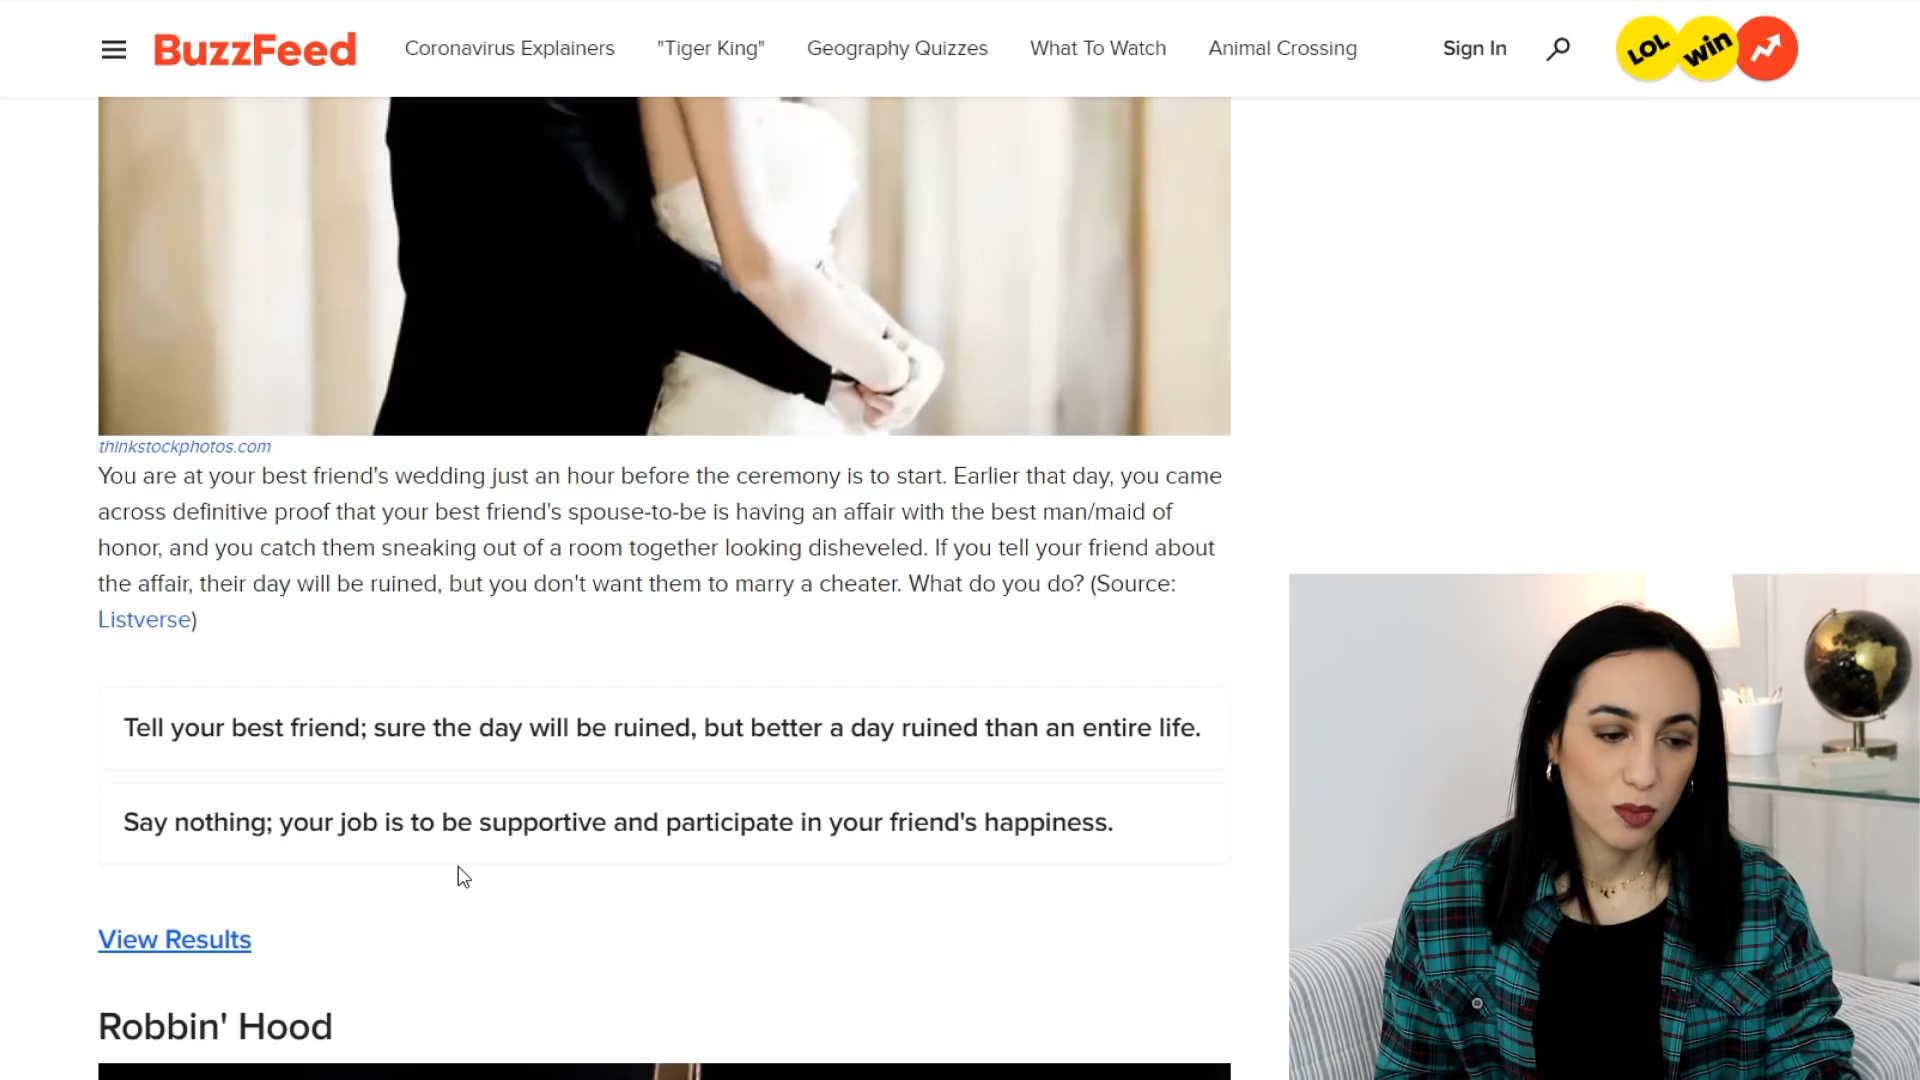 BuzzFeed
Coronavirus Explainers
"Tiger King"
Geography Quizzes
What To Watch
Animal Crossing
Sign In
LOL
win
thinkstockphotos.com
You are at your best friend's wedding just an hour before the ceremony is to start. Earlier that day, you came
across definitive proof that your best friend's spouse-to-be is having an affair with the best man/maid of
honor, and you catch them sneaking out of a room together looking disheveled. If you tell your friend about
the affair, their day will be ruined, but you don't want them to marry a cheater. What do you do? (Source:
Listverse)
Tell your best friend; sure the day will be ruined, but better a day ruined than an entire life.
Say nothing; your job is to be supportive and participate in your friend's happiness.
View Results
Robbin' Hood